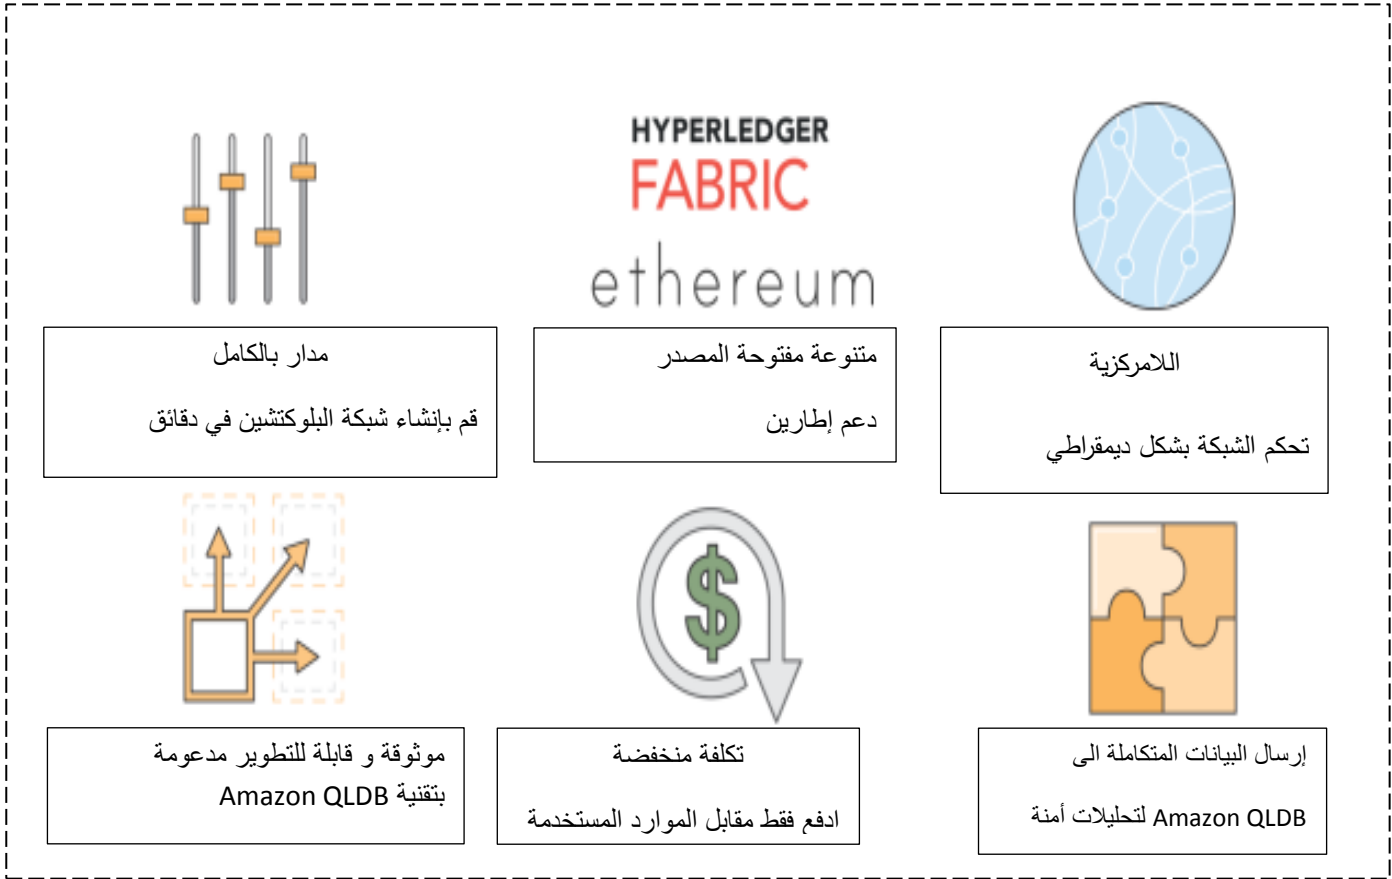 HYPERLEDGER
FABRIC
ethereum
اللامركزية
تحكم الشبكة بشكل ديمقراطي
متنوعة مفتوحة المصدر
دعم إطارين
مدار بالكامل
قم بإنشاء شبكة البلوكتشين في دقائق
إرسال البيانات المتكاملة الى
Amazon QLDB لتحليلات أمنة
تكلفة منخفضة
ادفع فقط مقابل الموارد المستخدمة
موثوقة و قابلة للتطوير مدعومة
بتقنية Amazon QLDB